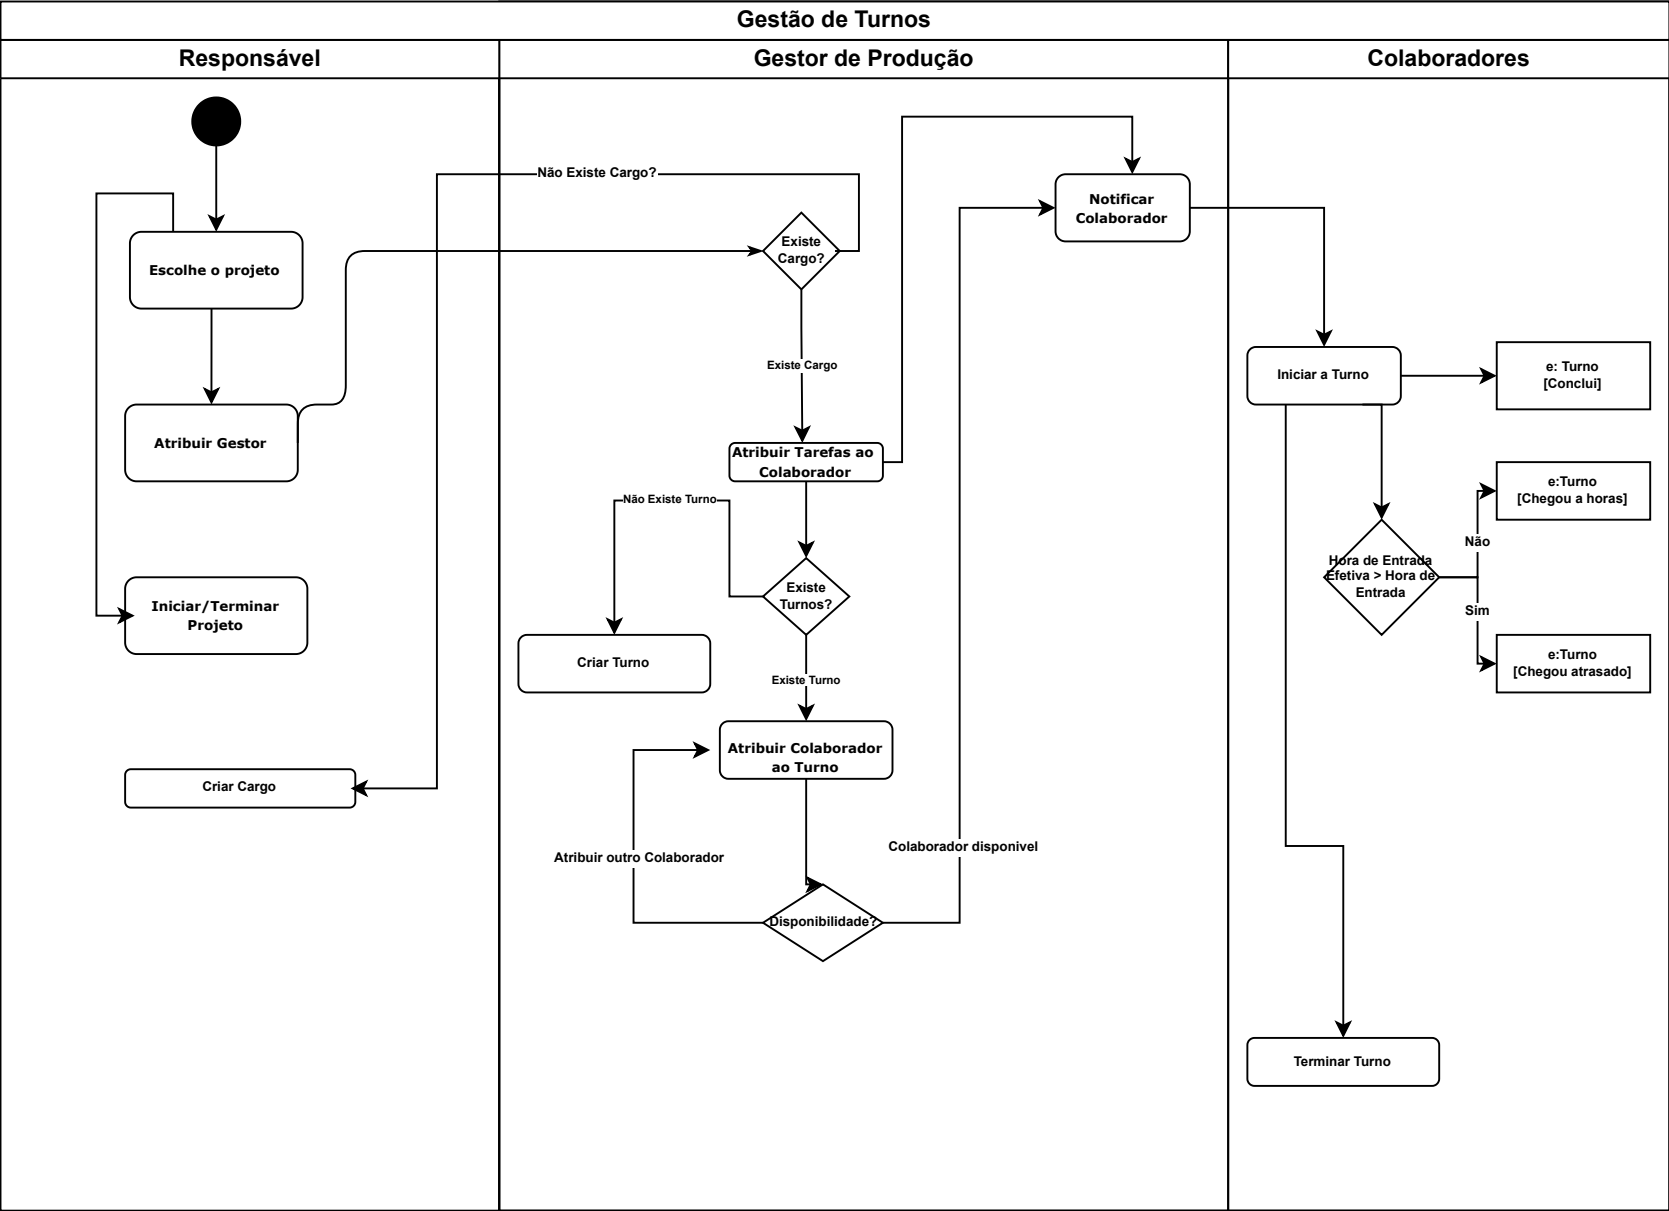 Gestão de Turnos
Responsável
Gestor de Produção
Colaboradores
Não Existe Cargo?
Notificar
Colaborador
Existe
Cargo?
Escolhe o projeto
Existe Cargo
Iniciar a Turno
e: Turno
[Conclui]
Atribuir Gestor
Atribuir Tarefas ao
Colaborador
Não Existe Turno
e:Turno
[Chegou a horas]
Não
Hora de Entrada
Efetiva > Hora de
Entrada
Sim
Existe
Turnos?
Iniciar/Terminar
Projeto
Criar Turno
e:Turno
[Chegou atrasado]
Existe Turno
Atribuir Colaborador
ao Turno
Criar Cargo
Atribuir outro Colaborador
Colaborador disponivel
Disponibilidade?
Terminar Turno